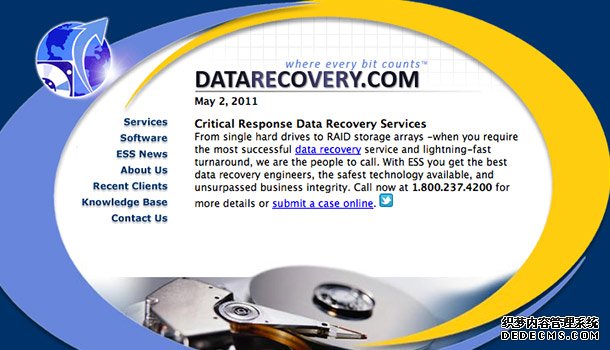 where every bit counts™
DATARECOVERY.COM
May 2, 2011
Services
Software
ESS News
About Us
Recent Clients
Knowledge Base
Contact Us
Critical Response Data Recovery Services
From single hard drives to RAID storage arrays -when you require
the most successful data recovery service and lightning-fast
turnaround, we are the people to call. With ESS you get the best
data recovery engineers, the safest technology available, and
unsurpassed business integrity. Call now at 1.800.237.4200 for
more details or submit a case online.
织梦内容管理系统
DEDECMS.COM